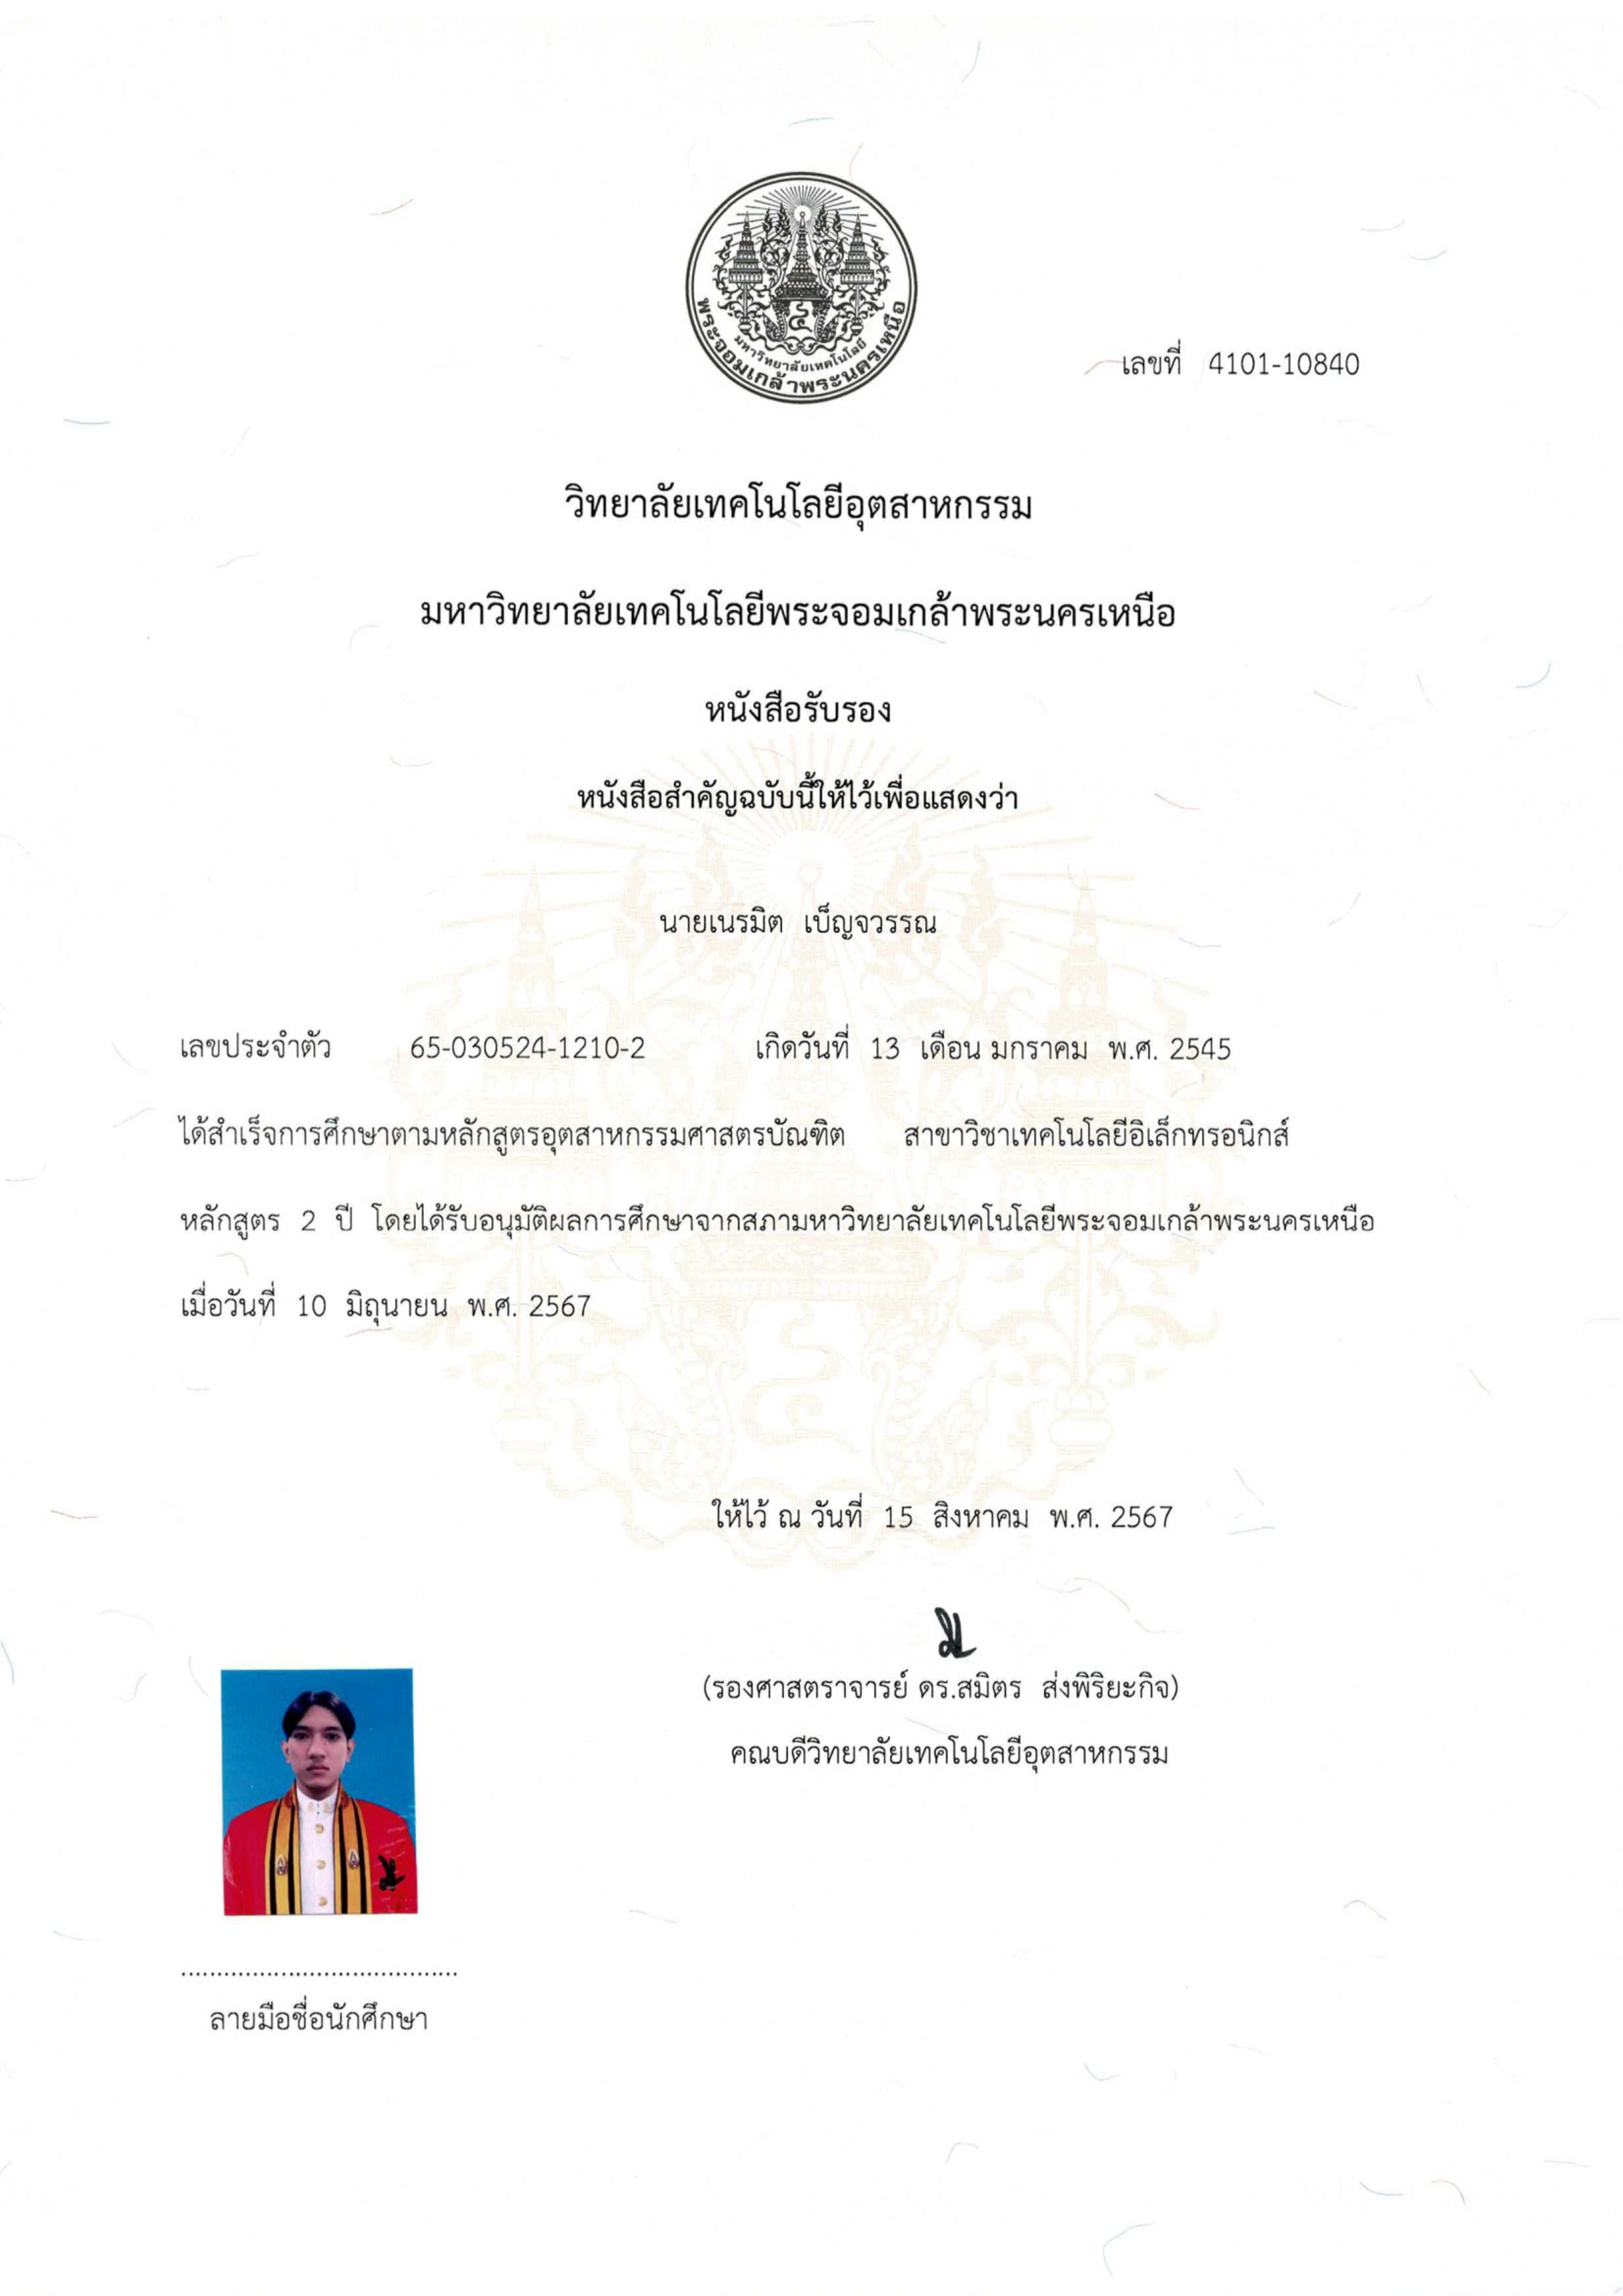 มหาวิทยาลัยเทคโนโลยี
พระจอมเกล้าพระนครเหนือ
เลขที่ 4101-10840
วิทยาลัยเทคโนโลยีอุตสาหกรรม
มหาวิทยาลัยเทคโนโลยีพระจอมเกล้าพระนครเหนือ
หนังสือรับรอง
หนังสือสำคัญฉบับนี้ให้ไว้เพื่อแสดงว่า
นายเนรมิต เบ็ญจวรรณ
เลขประจำตัว 65-030524-1210-2 เกิดวันที่ 13 เดือน มกราคม พ.ศ. 2545
ได้สำเร็จการศึกษาตามหลักสูตรอุตสาหกรรมศาสตรบัณฑิต สาขาวิชาเทคโนโลยีอิเล็กทรอนิกส์
หลักสูตร 2 ปี โดยได้รับอนุมัติผลการศึกษาจากสภามหาวิทยาลัยเทคโนโลยีพระจอมเกล้าพระนครเหนือ
เมื่อวันที่ 10 มิถุนายน พ.ศ. 2567
ให้ไว้ ณ วันที่ 15 สิงหาคม พ.ศ. 2567
(รองศาสตราจารย์ ดร.สมิตร ส่งพิริยะกิจ)
คณบดีวิทยาลัยเทคโนโลยีอุตสาหกรรม
.......................................
ลายมือชื่อนักศึกษา